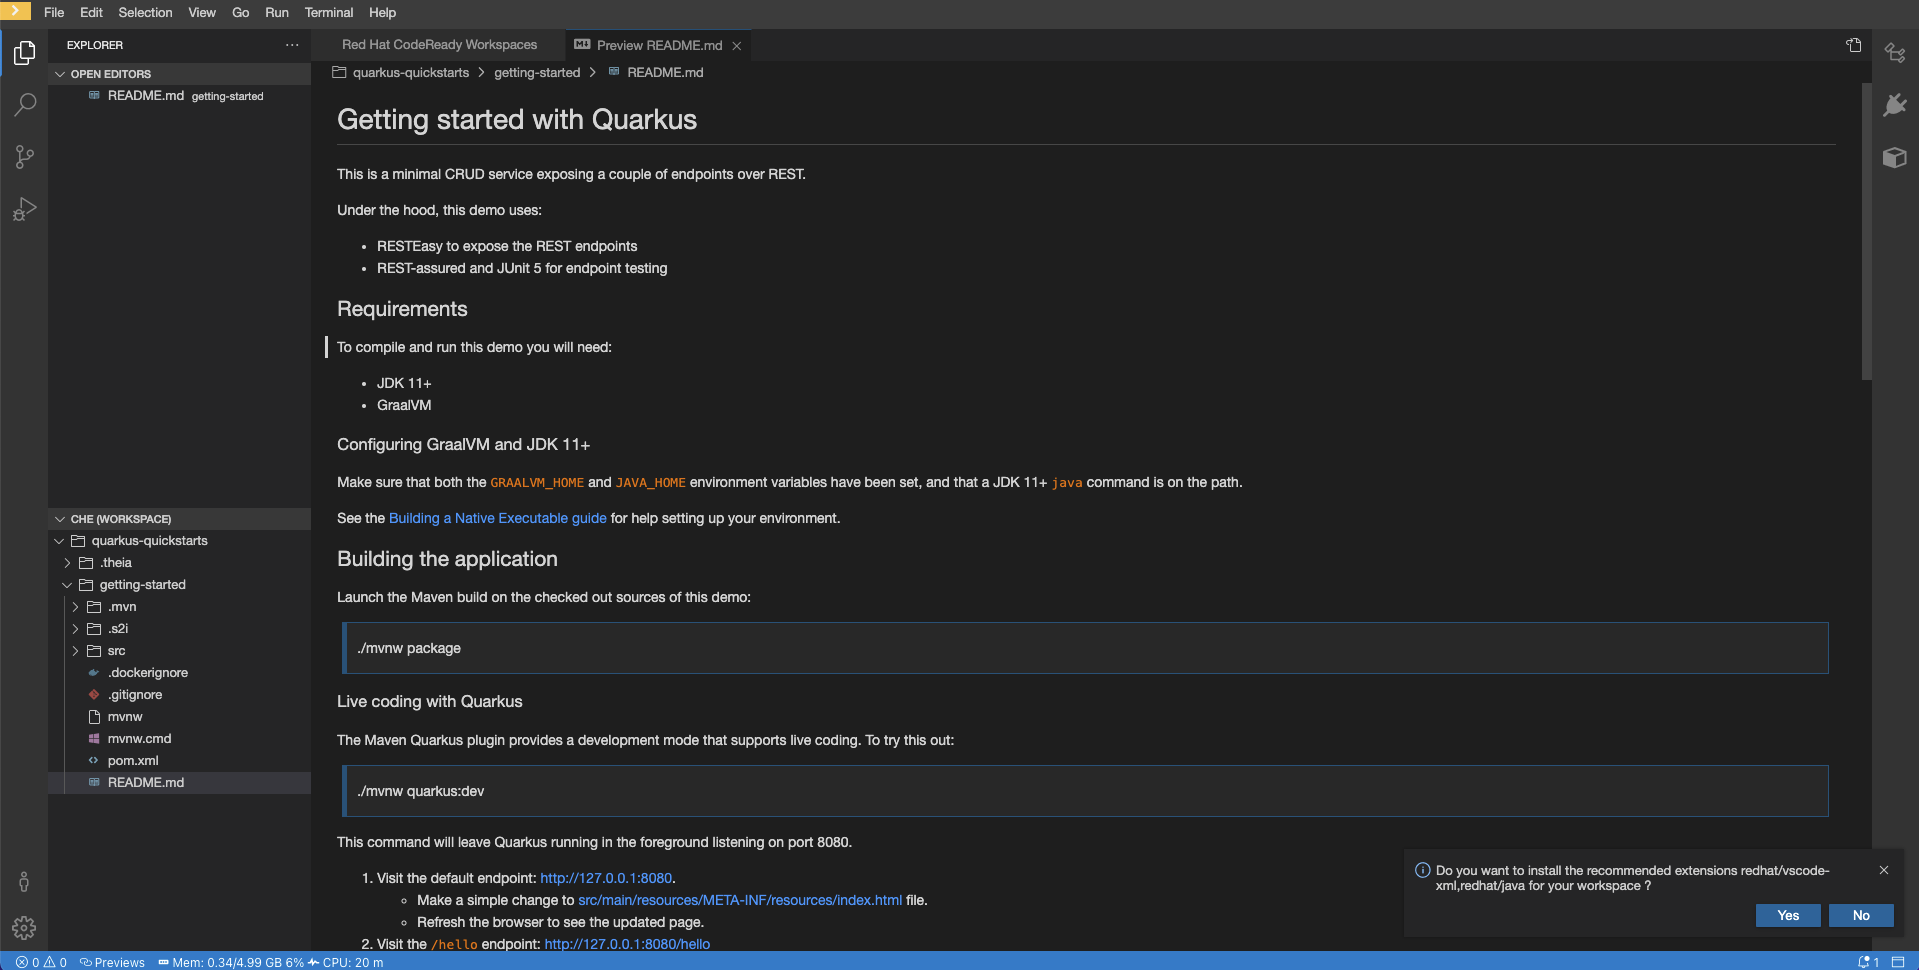 File Edit Selection View Go Run Terminal Help
EXPLORER
Red Hat CodeReady Workspaces
Preview README.md
OPEN EDITORS
README.md getting-started
quarkus-quickstarts > getting-started > README.md
Getting started with Quarkus
This is a minimal CRUD service exposing a couple of endpoints over REST.
Under the hood, this demo uses:
• RESTEasy to expose the REST endpoints
• REST-assured and JUnit 5 for endpoint testing
Requirements
To compile and run this demo you will need:
• JDK 11+
• GraalVM
Configuring GraalVM and JDK 11+
Make sure that both the GRAALVM_HOME and JAVA_HOME environment variables have been set, and that a JDK 11+ java command is on the path.
See the Building a Native Executable guide for help setting up your environment.
Building the application
Launch the Maven build on the checked out sources of this demo:
./mvnw package
Live coding with Quarkus
The Maven Quarkus plugin provides a development mode that supports live coding. To try this out:
./mvnw quarkus:dev
This command will leave Quarkus running in the foreground listening on port 8080.
1. Visit the default endpoint: http://127.0.0.1:8080.
Make a simple change to src/main/resources/META-INF/resources/index.html file.
Refresh the browser to see the updated page.
2. Visit the /hello endpoint: http://127.0.0.1:8080/hello
CHE (WORKSPACE)
quarkus-quickstarts
.theia
getting-started
.mvn
.s2i
src
.dockerignore
.gitignore
mvnw
mvnw.cmd
pom.xml
README.md
Do you want to install the recommended extensions redhat/vscode-
xml,redhat/java for your workspace ?
Yes
No
0 0 Previews Mem: 0.34/4.99 GB 6% CPU: 20 m
1